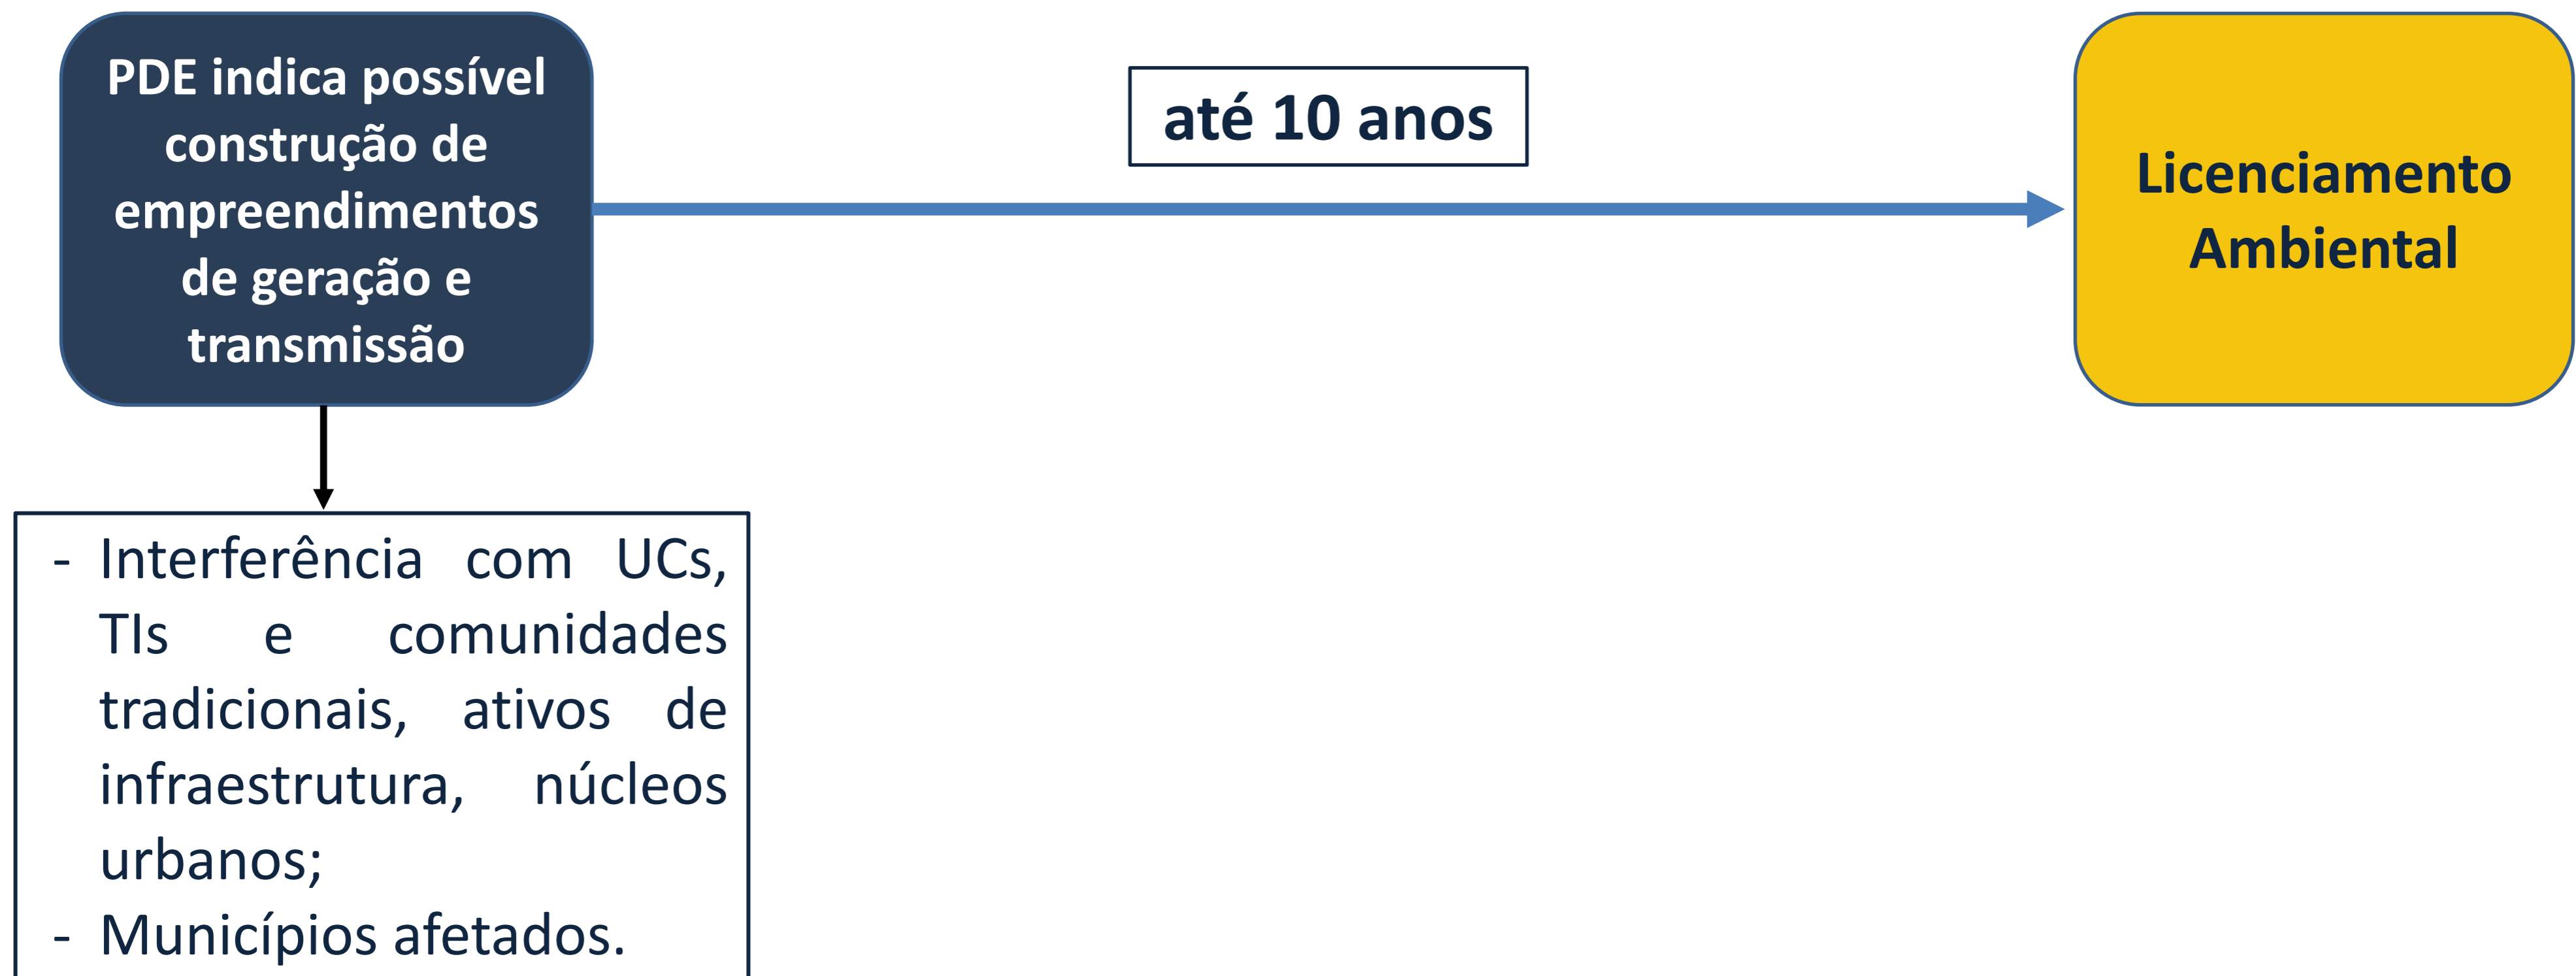 PDE indica possível
construção de
empreendimentos
de geração e
transmissão
até 10 anos
Licenciamento
Ambiental
- Interferência com UCs,
TIs e comunidades
tradicionais, ativos de
infraestrutura, núcleos
urbanos;
- Municípios afetados.